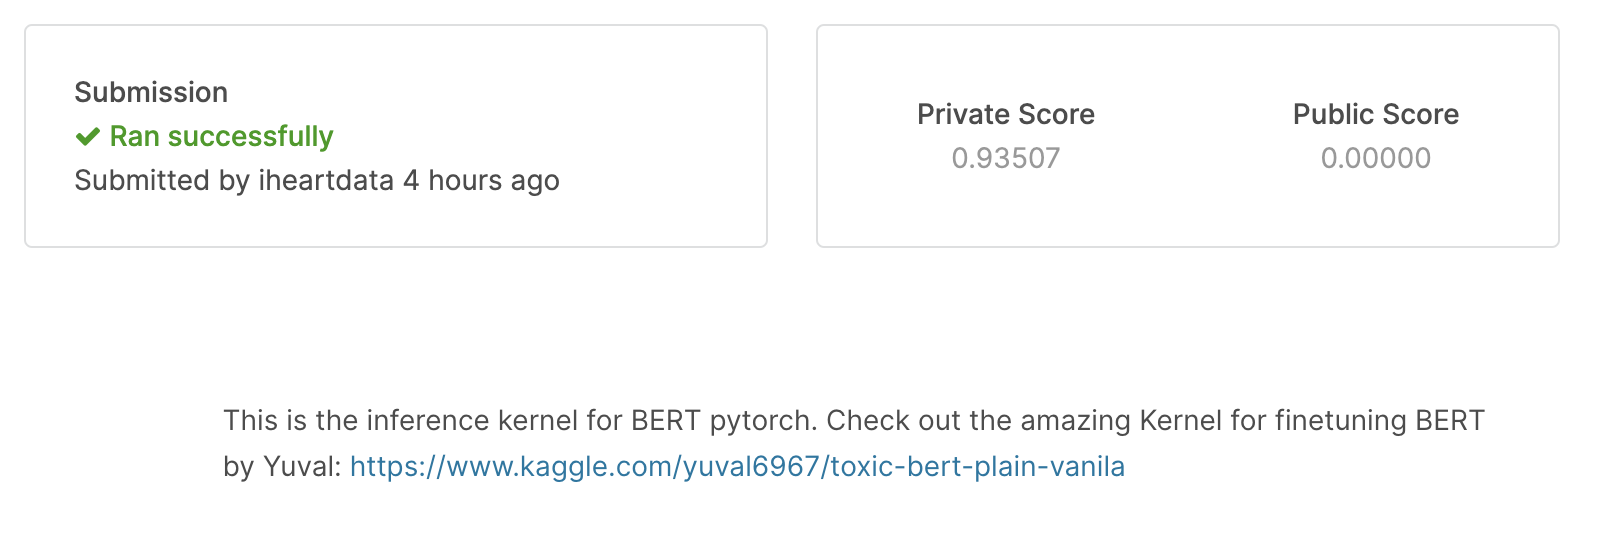 Submission
Ran successfully
Submitted by iheartdata 4 hours ago
Private Score
0.93507
Public Score
0.00000
This is the inference kernel for BERT pytorch. Check out the amazing Kernel for finetuning BERT
by Yuval: https://www.kaggle.com/yuval6967/toxic-bert-plain-vanila